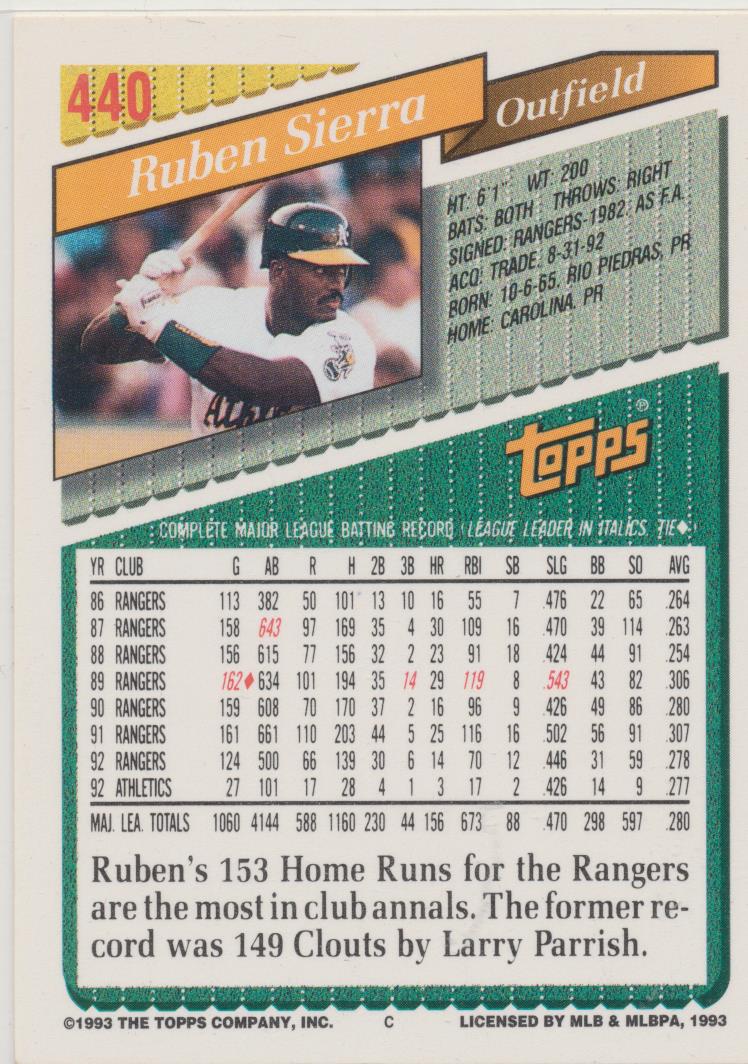 440
Ruben Sierra
Outfield
HT: 6'1" WT: 200
BATS: BOTH THROWS: RIGHT
SIGNED: RANGERS-1982, AS F.A.
ACQ: TRADE, 8-31-92
BORN: 10-6-65, RIO PIEDRAS, PR
HOME: CAROLINA, PR
A
Athle
topps®
COMPLETE MAJOR LEAGUE BATTING RECORD (LEAGUE LEADER IN ITALICS, TIE♦)
YR CLUB G AB R H 2B 3B HR RBI SB SLG BB SO AVG
86 RANGERS 113 382 50 101 13 10 16 55 7 .476 22 65 .264
87 RANGERS 158 643 97 169 35 4 30 109 16 .470 39 114 .263
88 RANGERS 156 615 77 156 32 2 23 91 18 .424 44 91 .254
89 RANGERS 162♦ 634 101 194 35 14 29 119 8 .543 43 82 .306
90 RANGERS 159 608 70 170 37 2 16 96 9 .426 49 86 .280
91 RANGERS 161 661 110 203 44 5 25 116 16 .502 56 91 .307
92 RANGERS 124 500 66 139 30 6 14 70 12 .446 31 59 .278
92 ATHLETICS 27 101 17 28 4 1 3 17 2 .426 14 9 .277
MAJ. LEA. TOTALS 1060 4144 588 1160 230 44 156 673 88 .470 298 597 .280
Ruben's 153 Home Runs for the Rangers
are the most in club annals. The former re-
cord was 149 Clouts by Larry Parrish.
©1993 THE TOPPS COMPANY, INC. C LICENSED BY MLB & MLBPA, 1993